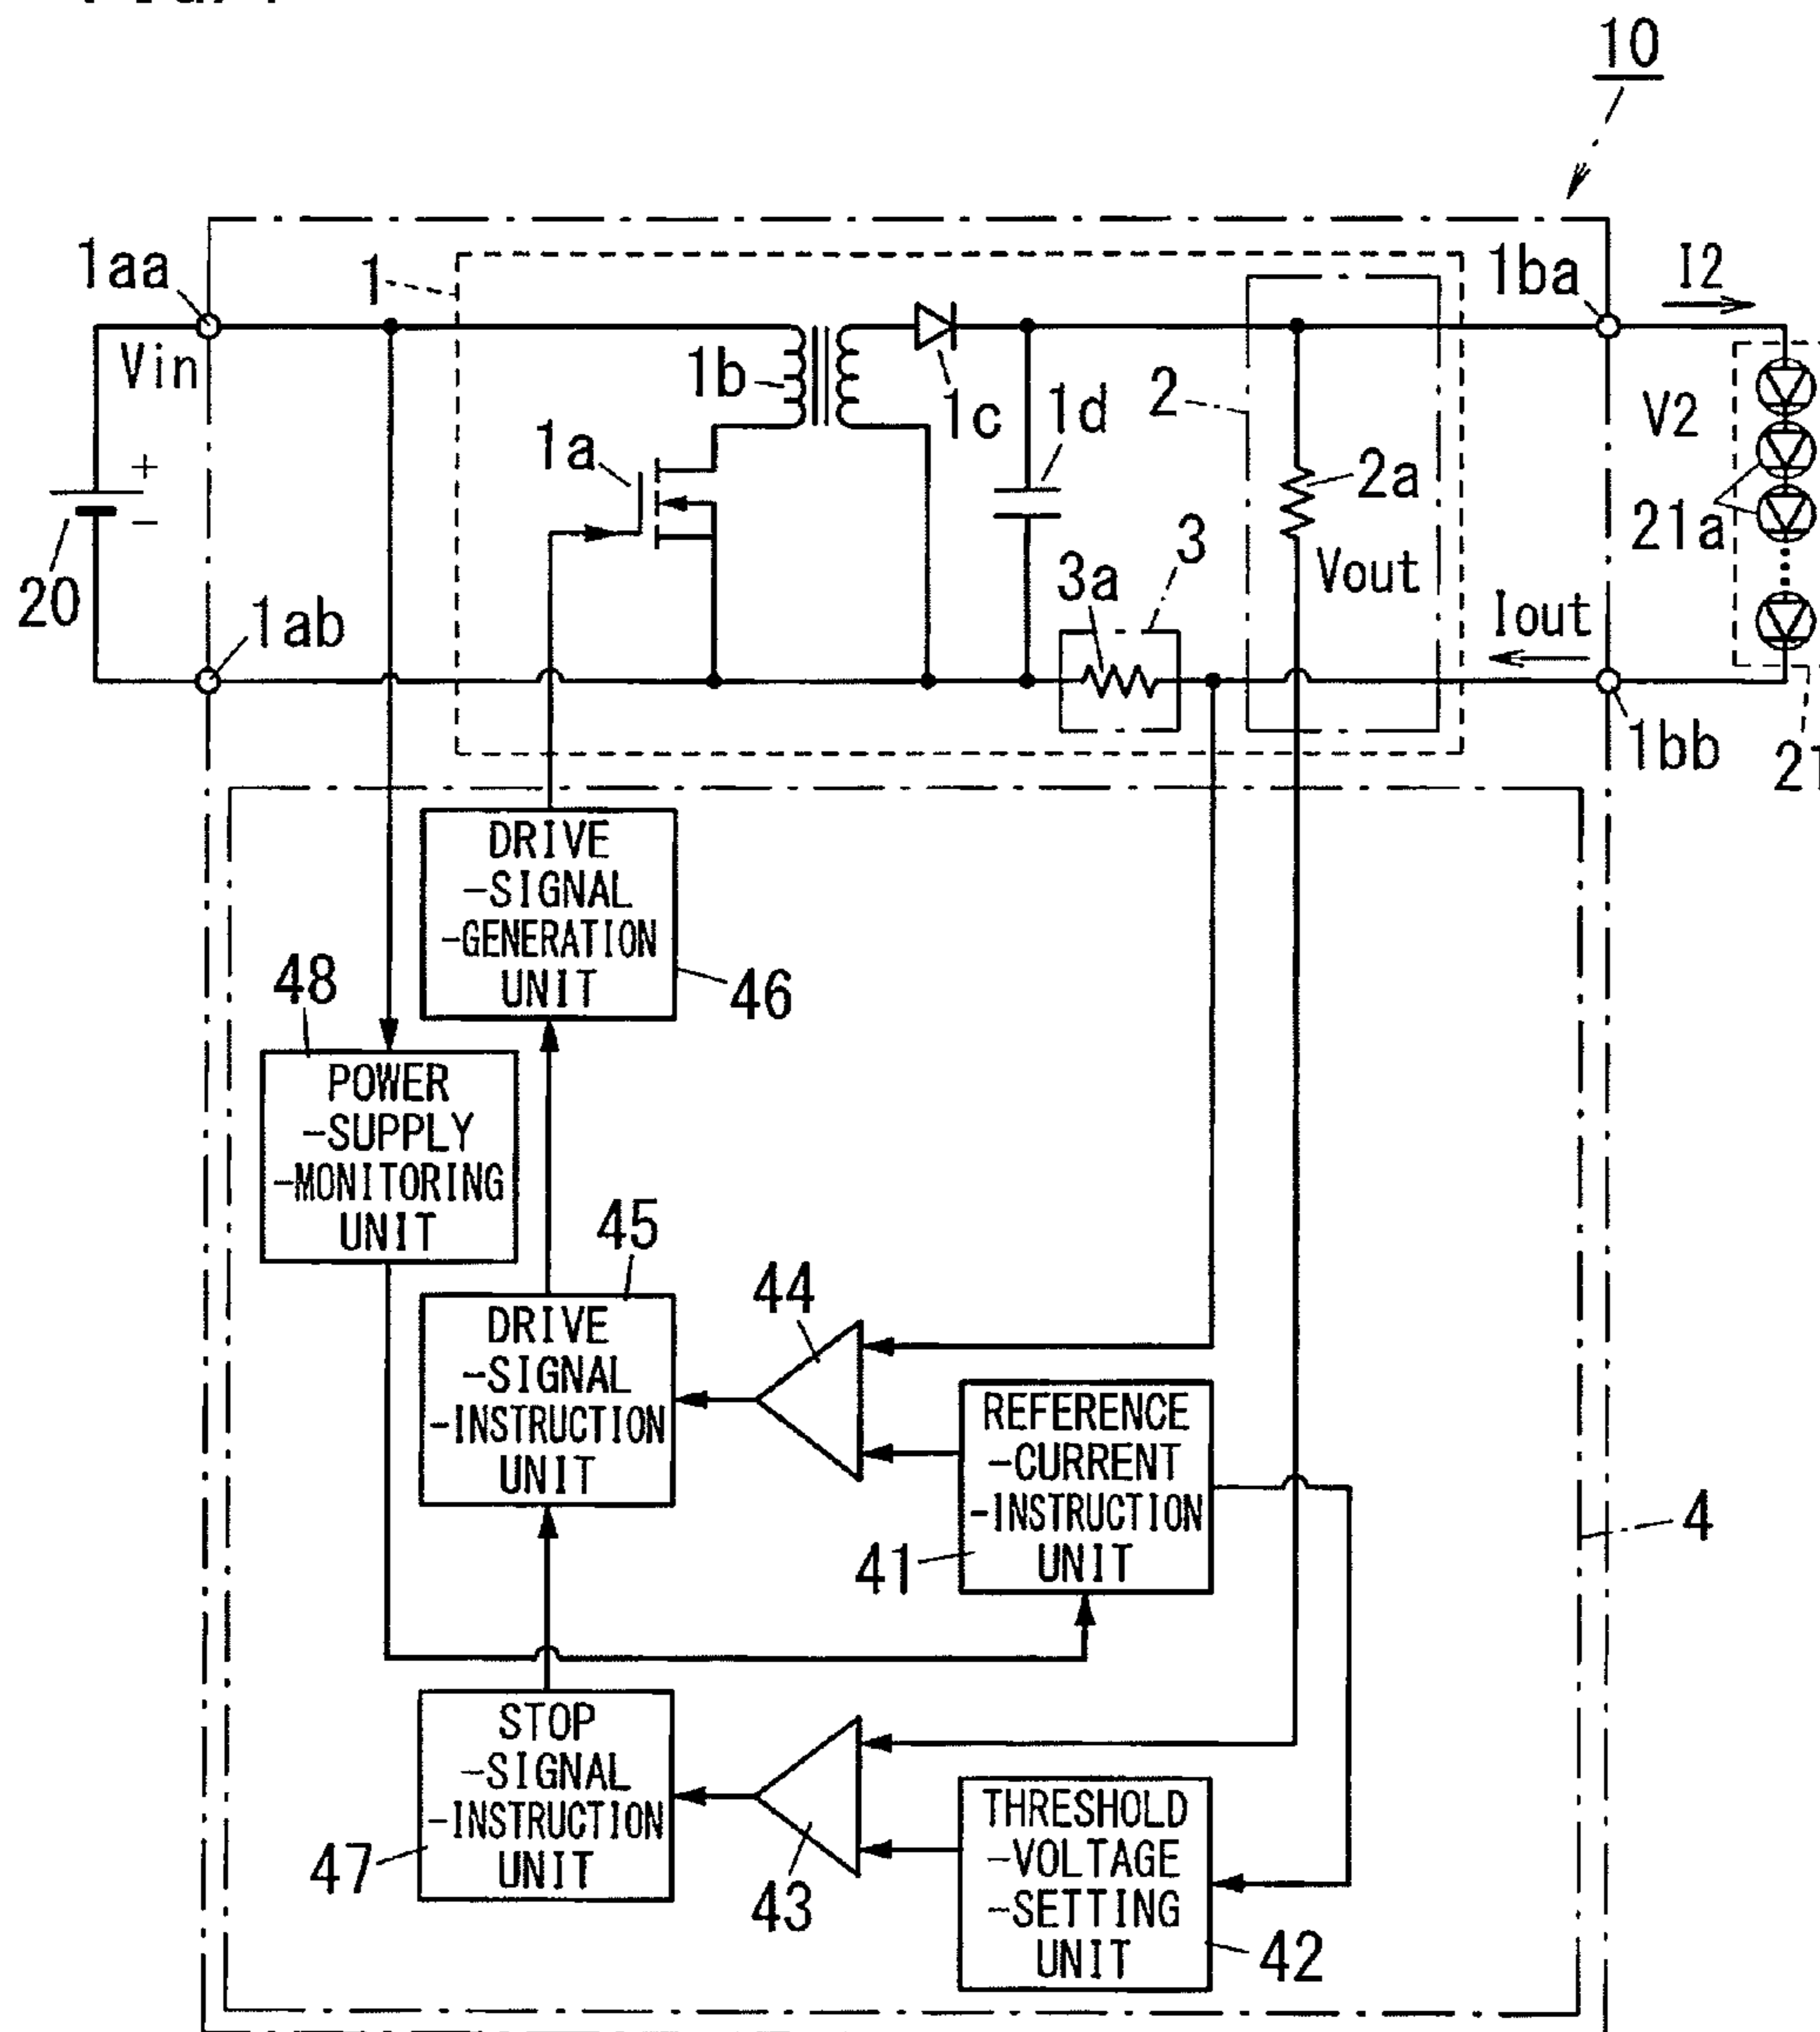 10
1aa
1
1ba
I2
Vin
1b
1c
1d
2
V2
1a
2a
21a
+
−
20
3a
3
Vout
Iout
1ab
1bb
DRIVE
-SIGNAL
-GENERATION
UNIT
46
48
POWER
-SUPPLY
-MONITORING
UNIT
45
44
DRIVE
-SIGNAL
-INSTRUCTION
UNIT
REFERENCE
-CURRENT
-INSTRUCTION
UNIT
41
4
STOP
-SIGNAL
-INSTRUCTION
UNIT
47
43
THRESHOLD
-VOLTAGE
-SETTING
UNIT
42